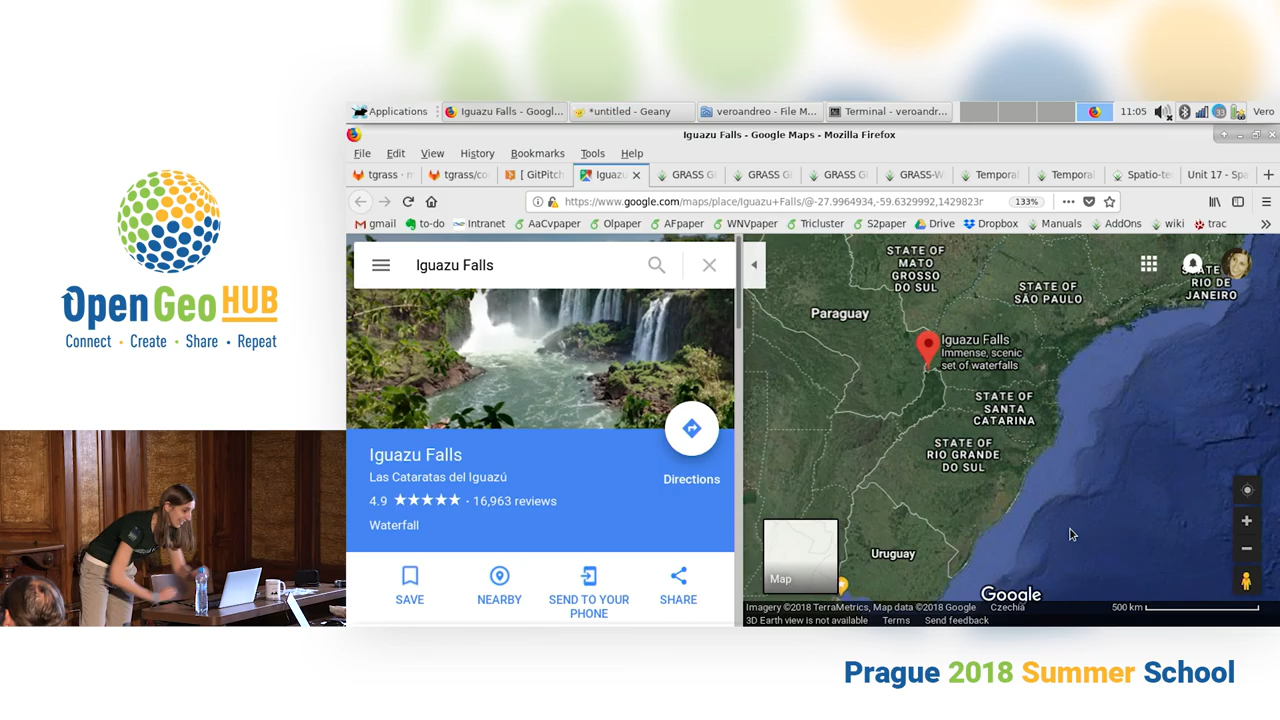 Open Geo HUB
Connect • Create • Share • Repeat
Applications
Iguazu Falls - Googl...
*untitled - Geany
veroandreo - File M...
Terminal - veroandr...
11:05
33
Vero
Iguazu Falls - Google Maps - Mozilla Firefox
File Edit View History Bookmarks Tools Help
tgrass · m
tgrass/co
[ GitPitch
Iguazu
GRASS GI
GRASS G
GRASS GI
GRASS-W
Temporal
Temporal
Spatio-te
Unit 17 - Spa
https://www.google.com/maps/place/Iguazu+Falls/@-27.9964934,-59.6329992,1429823m
133%
gmail to-do Intranet AaCvpaper Olpaper AFpaper WNVpaper Tricluster S2paper Drive Dropbox Manuals AddOns wiki trac
Iguazu Falls
Iguazu Falls
Las Cataratas del Iguazú
4.9 ★★★★★ · 16,963 reviews
Waterfall
Directions
SAVE
NEARBY
SEND TO YOUR
PHONE
SHARE
STATE OF
MATO
GROSSO
DO SUL
STATE OF
SÃO PAULO
STATE
RIO DE
JANEIRO
Paraguay
Iguazu Falls
Immense, scenic
set of waterfalls
STATE OF
SANTA
CATARINA
STATE OF
RIO GRANDE
DO SUL
Uruguay
Map
Google
Imagery ©2018 TerraMetrics, Map data ©2018 Google Czechia 500 km
3D Earth view is not available Terms Send feedback
Prague 2018 Summer School